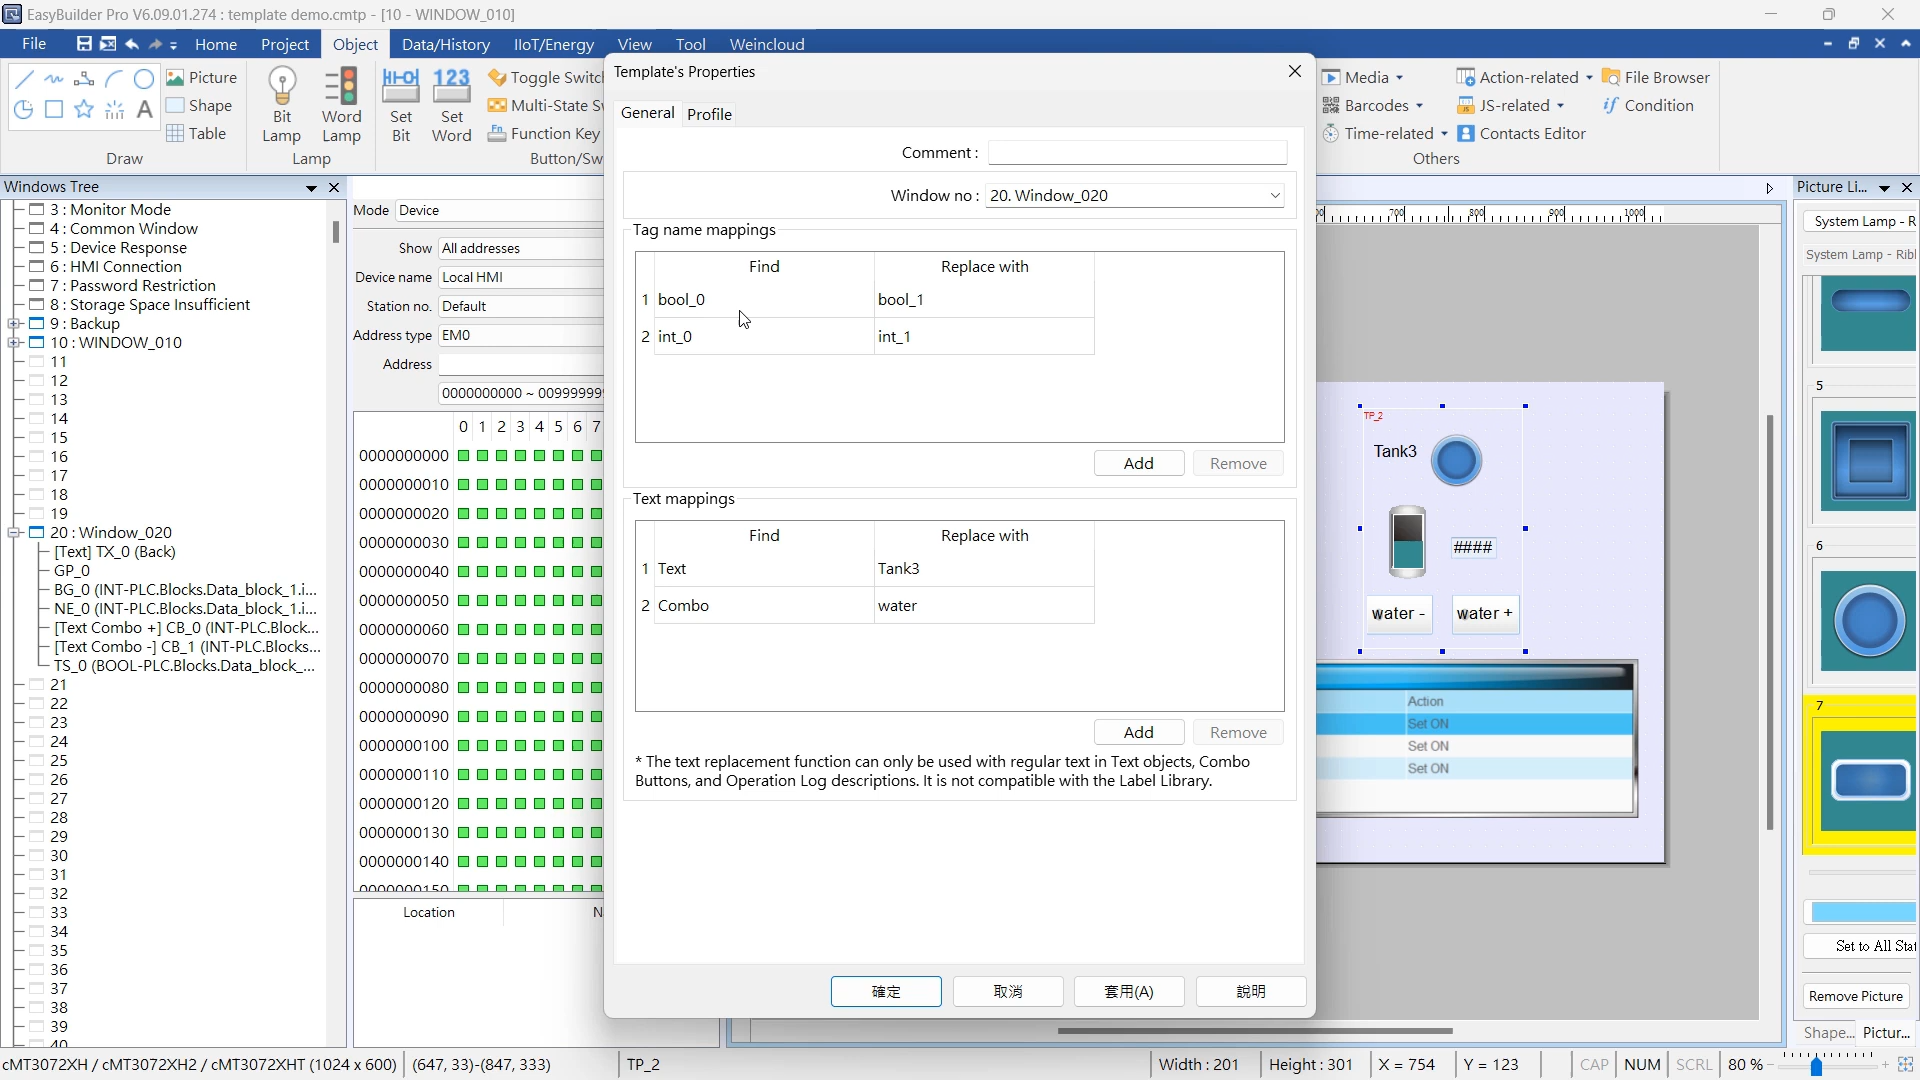 EasyBuilder Pro V6.09.01.274 : template demo.cmtp - [10 - WINDOW_010]
File Home Project Object Data/History IIoT/Energy View Tool Weincloud
Picture
Shape
Table
Draw
Bit Lamp
Word Lamp
Lamp
Set Bit
Set Word
Toggle Switch
Multi-State S
Function Key
Button/Sw
Media
Barcodes
Time-related
Action-related
JS-related
Contacts Editor
File Browser
Condition
Others
Windows Tree
3 : Monitor Mode
4 : Common Window
5 : Device Response
6 : HMI Connection
7 : Password Restriction
8 : Storage Space Insufficient
9 : Backup
10 : WINDOW_010
11
12
13
14
15
16
17
18
19
20 : Window_020
[Text] TX_0 (Back)
GP_0
BG_0 (INT-PLC.Blocks.Data_block_1.i...
NE_0 (INT-PLC.Blocks.Data_block_1.i...
[Text Combo +] CB_0 (INT-PLC.Block...
[Text Combo -] CB_1 (INT-PLC.Blocks...
TS_0 (BOOL-PLC.Blocks.Data_block_...
21
22
23
24
25
26
27
28
29
30
31
32
33
34
35
36
37
38
39
40
Mode Device
Show All addresses
Device name Local HMI
Station no. Default
Address type EM0
Address
0000000000 ~ 00999999
0 1 2 3 4 5 6 7
0000000000
0000000010
0000000020
0000000030
0000000040
0000000050
0000000060
0000000070
0000000080
0000000090
0000000100
0000000110
0000000120
0000000130
0000000140
0000000150
Location N
Template's Properties
General Profile
Comment :
Window no : 20. Window_020
Tag name mappings
Find Replace with
1 bool_0 bool_1
2 int_0 int_1
Add Remove
Text mappings
Find Replace with
1 Text Tank3
2 Combo water
Add Remove
* The text replacement function can only be used with regular text in Text objects, Combo
Buttons, and Operation Log descriptions. It is not compatible with the Label Library.
確定 取消 套用(A) 說明
700 800 900 1000
TP_2
Tank3
####
water - water +
Action
Set ON
Set ON
Set ON
Picture Li...
System Lamp - R
System Lamp - Rib
5
6
7
Set to All Stat
Remove Picture
Shape... Pictur...
cMT3072XH / cMT3072XH2 / cMT3072XHT (1024 x 600) (647, 33)-(847, 333) TP_2 Width : 201 Height : 301 X = 754 Y = 123 CAP NUM SCRL 80 %